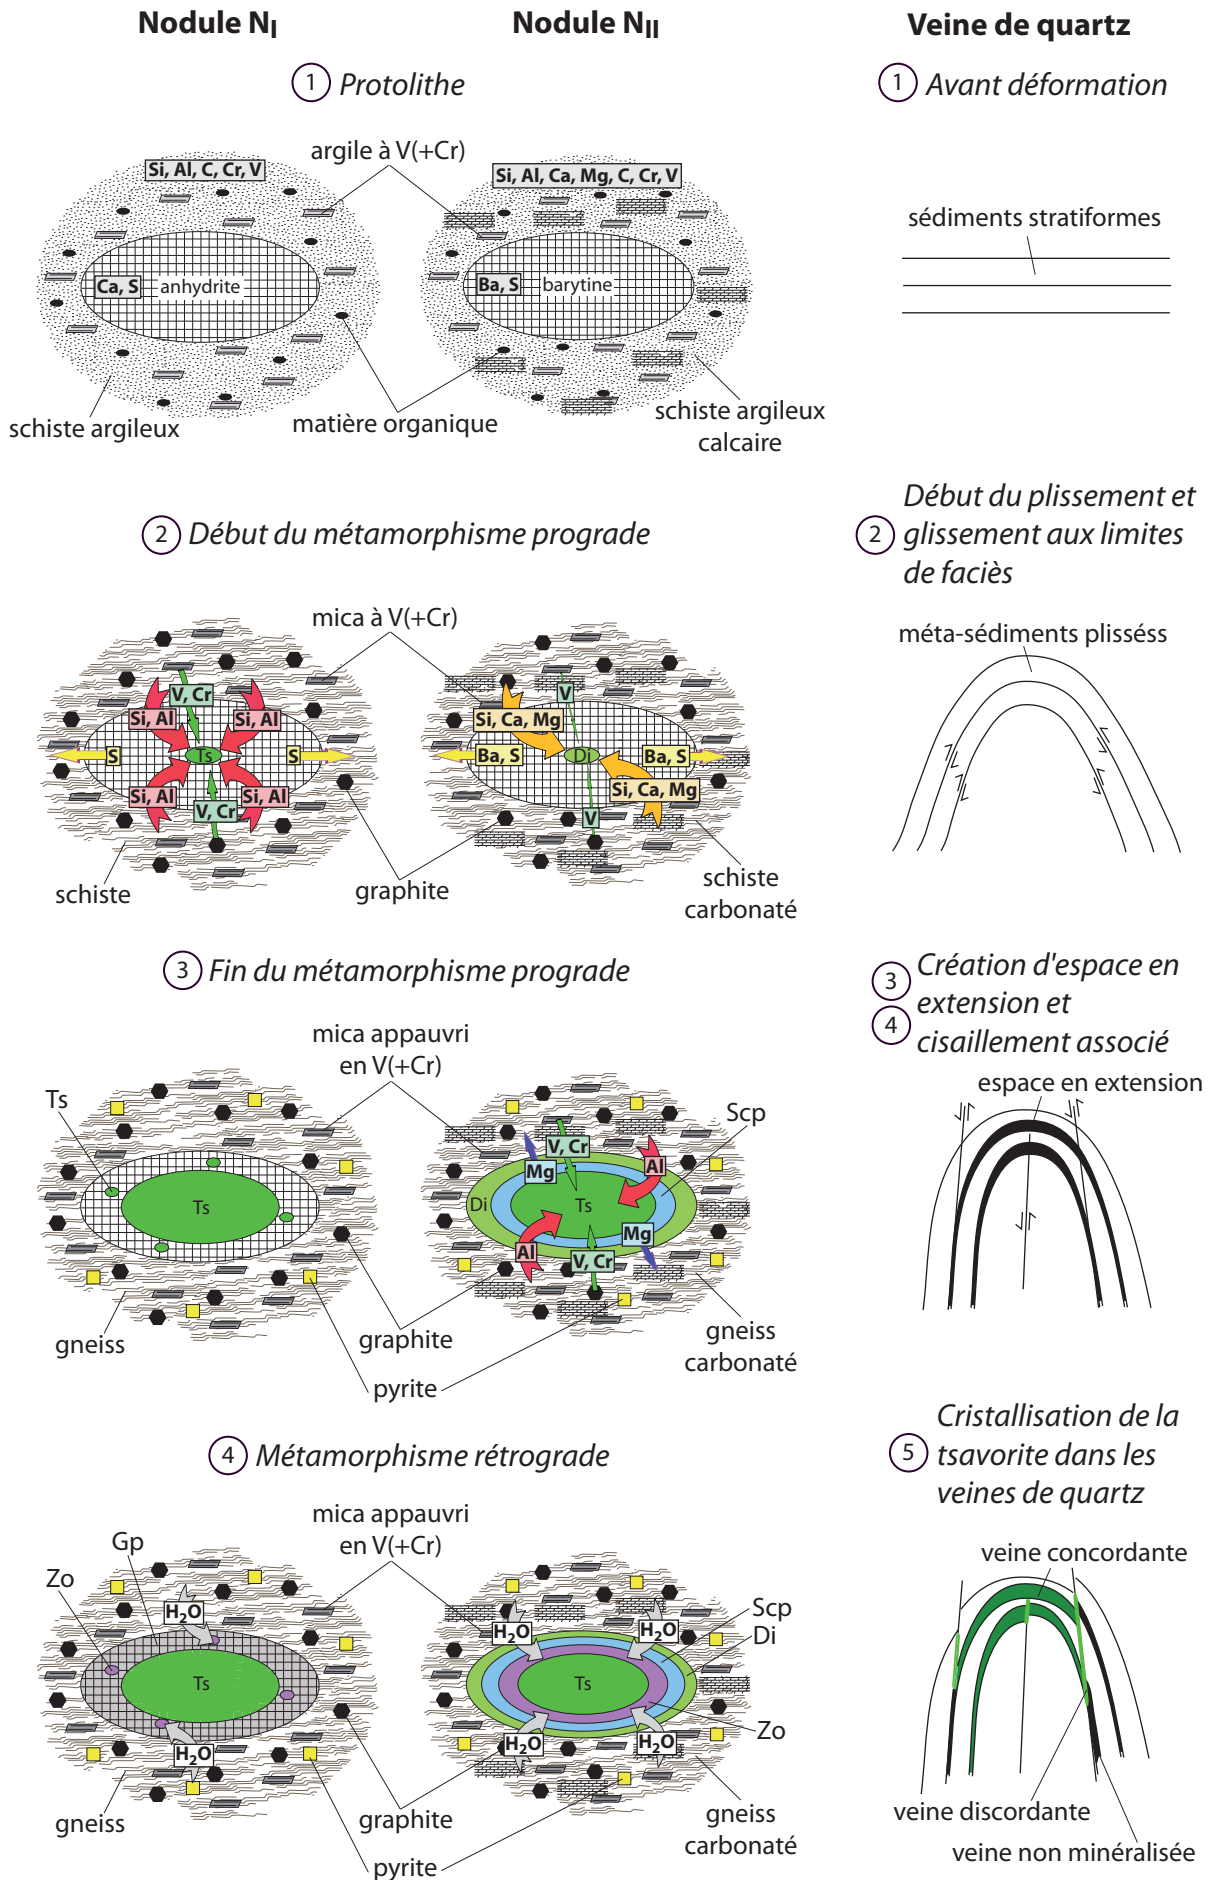 Nodule NI
Nodule NII
Veine de quartz
1 Protolithe
1 Avant déformation
argile à V(+Cr)
Si, Al, C, Cr, V
Si, Al, Ca, Mg, C, Cr, V
Ca, S
anhydrite
Ba, S
barytine
schiste argileux
matière organique
schiste argileux
calcaire
sédiments stratiformes
2 Début du métamorphisme prograde
2 Début du plissement et
glissement aux limites
de faciès
mica à V(+Cr)
V, Cr
Si, Al
Si, Al
S
Ts
S
Si, Al
Si, Al
V, Cr
V
Si, Ca, Mg
Ba, S
Di
Ba, S
Si, Ca, Mg
V
schiste
graphite
schiste
carbonaté
méta-sédiments plisséss
3 Fin du métamorphisme prograde
3
4
Création d'espace en
extension et
cisaillement associé
mica appauvri
en V(+Cr)
Ts
Ts
Scp
V, Cr
Mg
Al
Di
Ts
Mg
Al
V, Cr
gneiss
graphite
gneiss
carbonaté
pyrite
espace en extension
4 Métamorphisme rétrograde
5 Cristallisation de la
tsavorite dans les
veines de quartz
mica appauvri
en V(+Cr)
Gp
Zo
H2O
Ts
H2O
H2O
H2O
Scp
Di
Ts
Zo
H2O
H2O
gneiss
graphite
gneiss
carbonaté
pyrite
veine concordante
veine discordante
veine non minéralisée